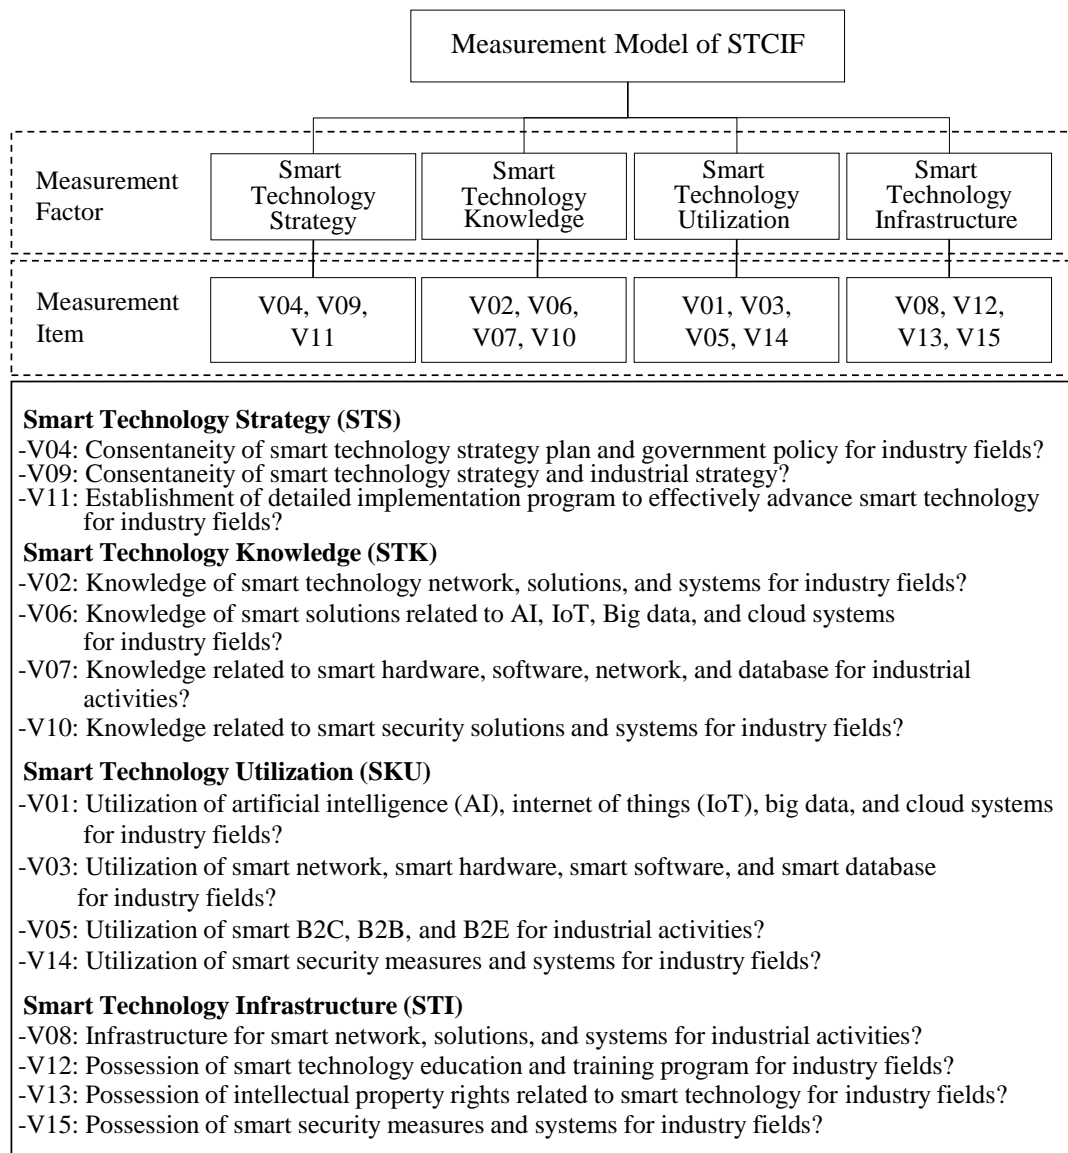 Measurement Model of STCIF
Measurement
Factor
Smart
Technology
Strategy
Smart
Technology
Knowledge
Smart
Technology
Utilization
Smart
Technology
Infrastructure
Measurement
Item
V04, V09,
V11
V02, V06,
V07, V10
V01, V03,
V05, V14
V08, V12,
V13, V15
Smart Technology Strategy (STS)
-V04: Consentaneity of smart technology strategy plan and government policy for industry fields?
-V09: Consentaneity of smart technology strategy and industrial strategy?
-V11: Establishment of detailed implementation program to effectively advance smart technology
for industry fields?
Smart Technology Knowledge (STK)
-V02: Knowledge of smart technology network, solutions, and systems for industry fields?
-V06: Knowledge of smart solutions related to AI, IoT, Big data, and cloud systems
for industry fields?
-V07: Knowledge related to smart hardware, software, network, and database for industrial
activities?
-V10: Knowledge related to smart security solutions and systems for industry fields?
Smart Technology Utilization (SKU)
-V01: Utilization of artificial intelligence (AI), internet of things (IoT), big data, and cloud systems
for industry fields?
-V03: Utilization of smart network, smart hardware, smart software, and smart database
for industry fields?
-V05: Utilization of smart B2C, B2B, and B2E for industrial activities?
-V14: Utilization of smart security measures and systems for industry fields?
Smart Technology Infrastructure (STI)
-V08: Infrastructure for smart network, solutions, and systems for industrial activities?
-V12: Possession of smart technology education and training program for industry fields?
-V13: Possession of intellectual property rights related to smart technology for industry fields?
-V15: Possession of smart security measures and systems for industry fields?